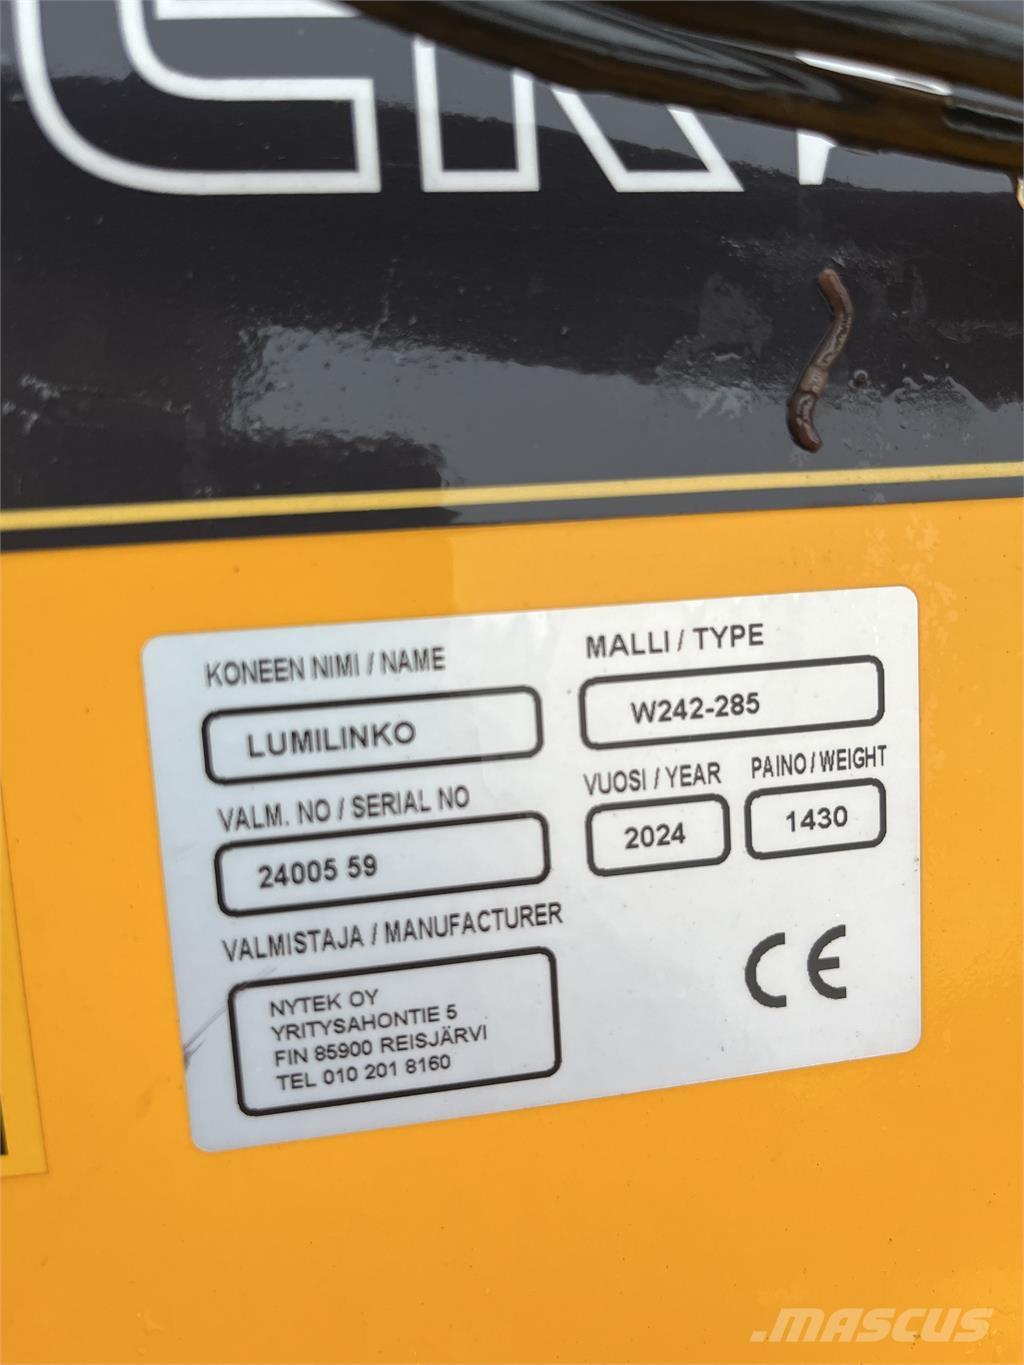 KONEEN NIMI / NAME
LUMILINKO
MALLI / TYPE
W242-285
VALM. NO / SERIAL NO
24005 59
VUOSI / YEAR
2024
PAINO / WEIGHT
1430
VALMISTAJA / MANUFACTURER
NYTEK OY
YRITYSAHONTIE 5
FIN 85900 REISJÄRVI
TEL 010 201 8160
CE
.MASCUS